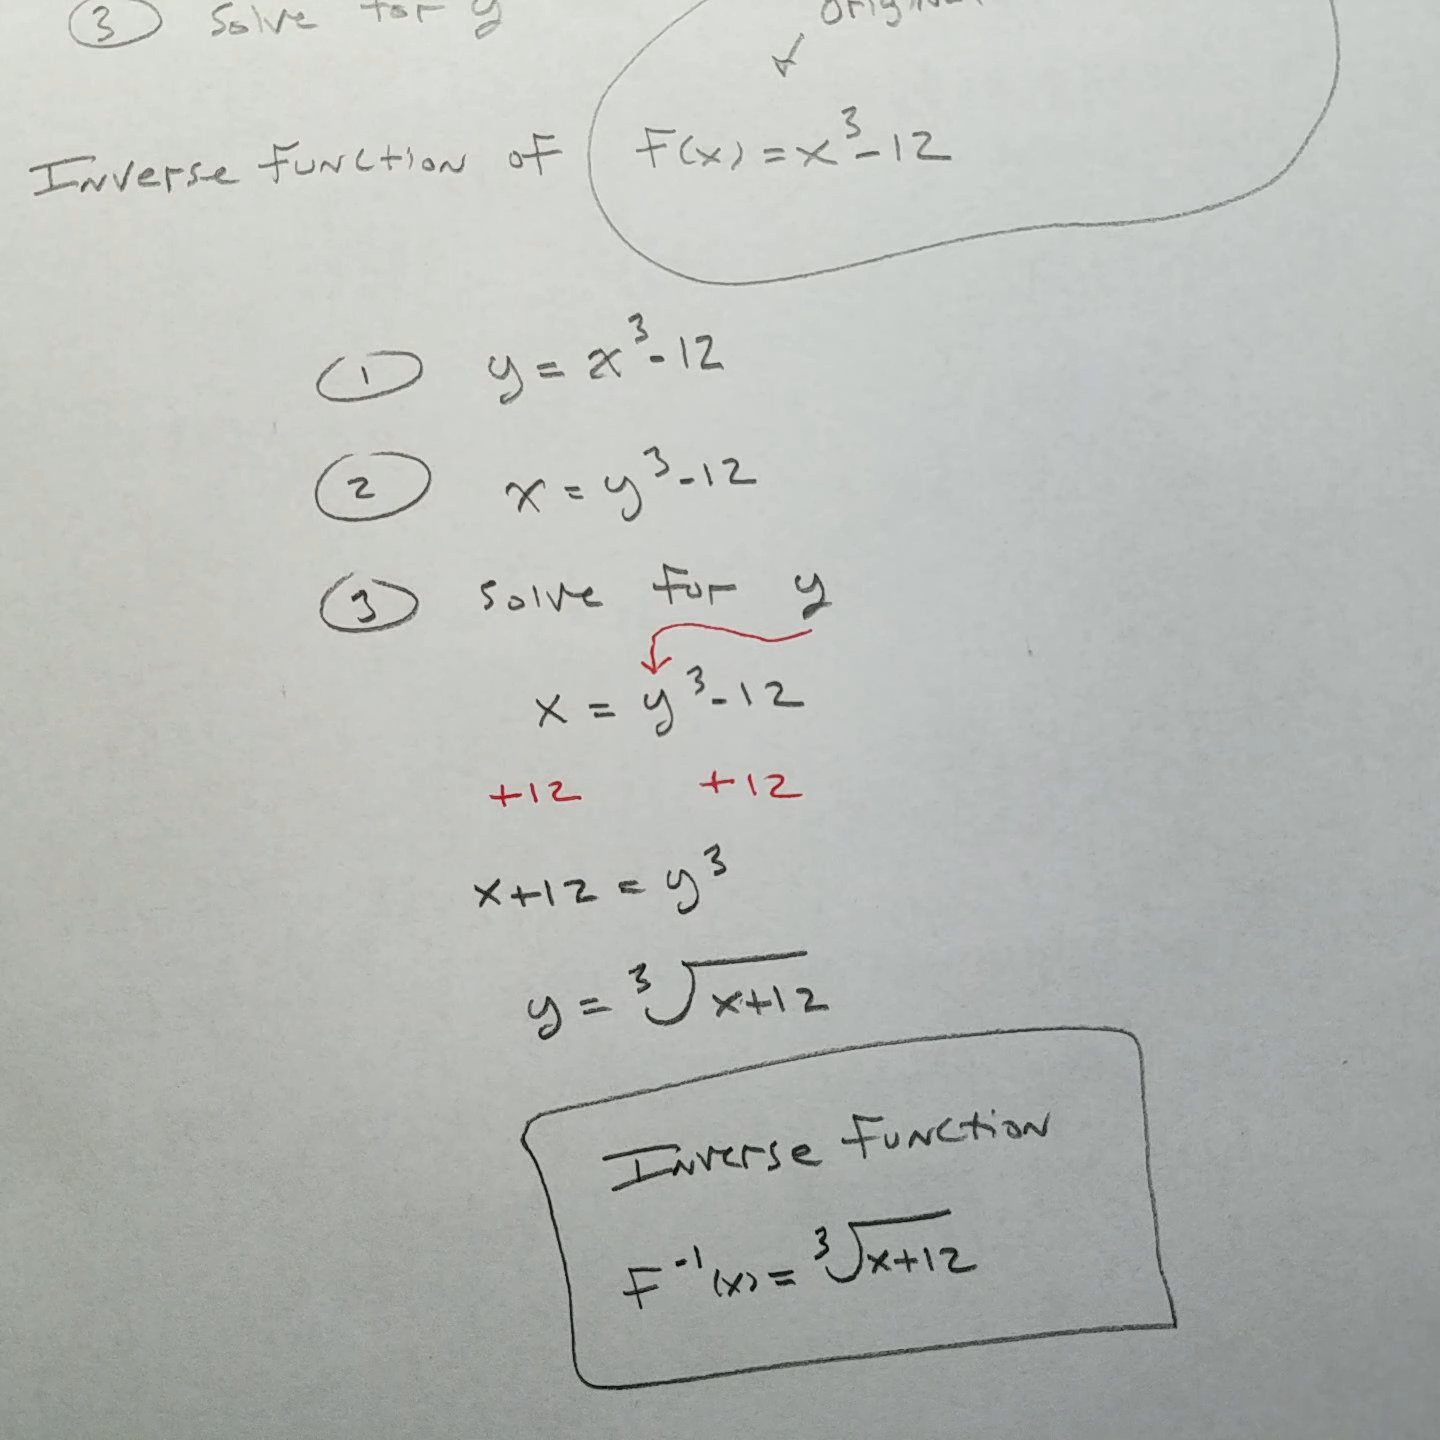 ③ Solve for y
Inverse Function of F(x) = x³ - 12
① y = x³ - 12
② x = y³ - 12
③ Solve for y
x = y³ - 12
+12 +12
x + 12 = y³
y = ³√x+12
Inverse Function
F⁻¹(x) = ³√x+12